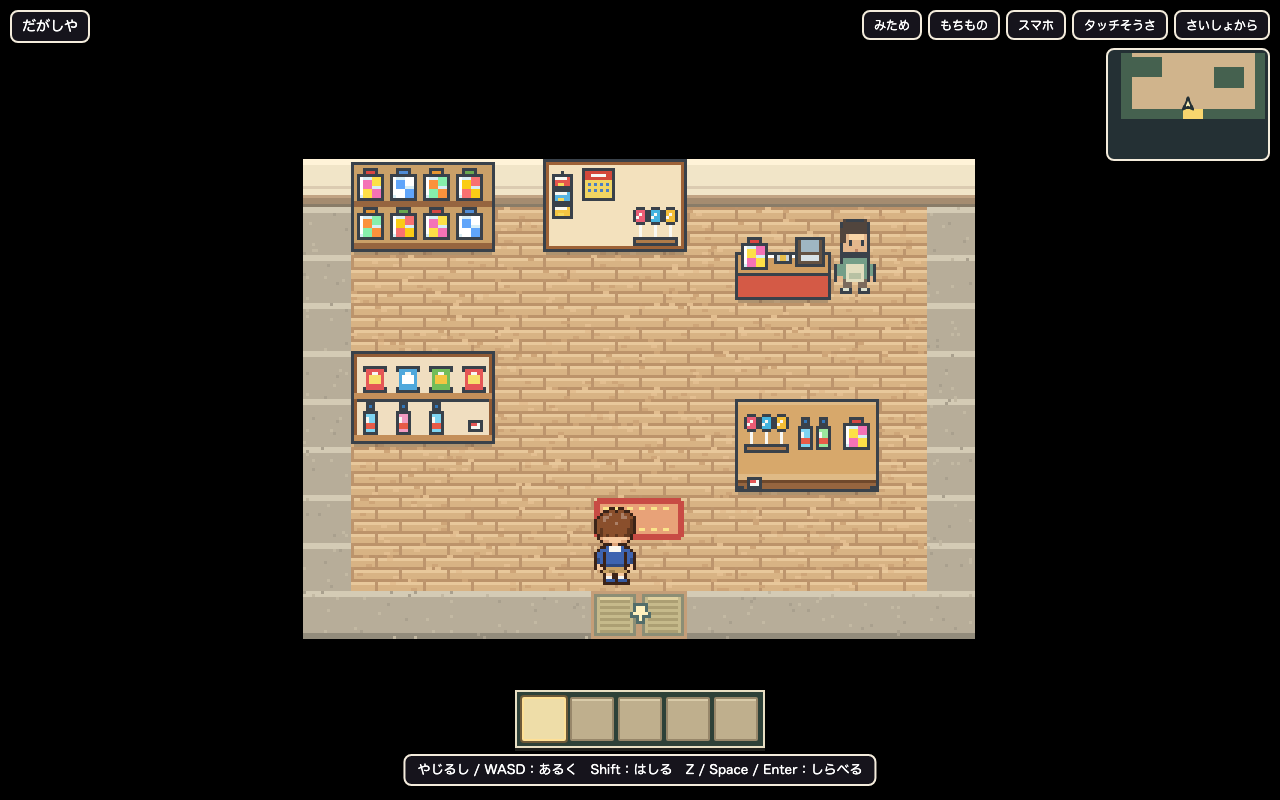 だがしや
みため
もちもの
スマホ
タッチそうさ
さいしょから
やじるし / WASD：あるく　Shift：はしる　Z / Space / Enter：しらべる